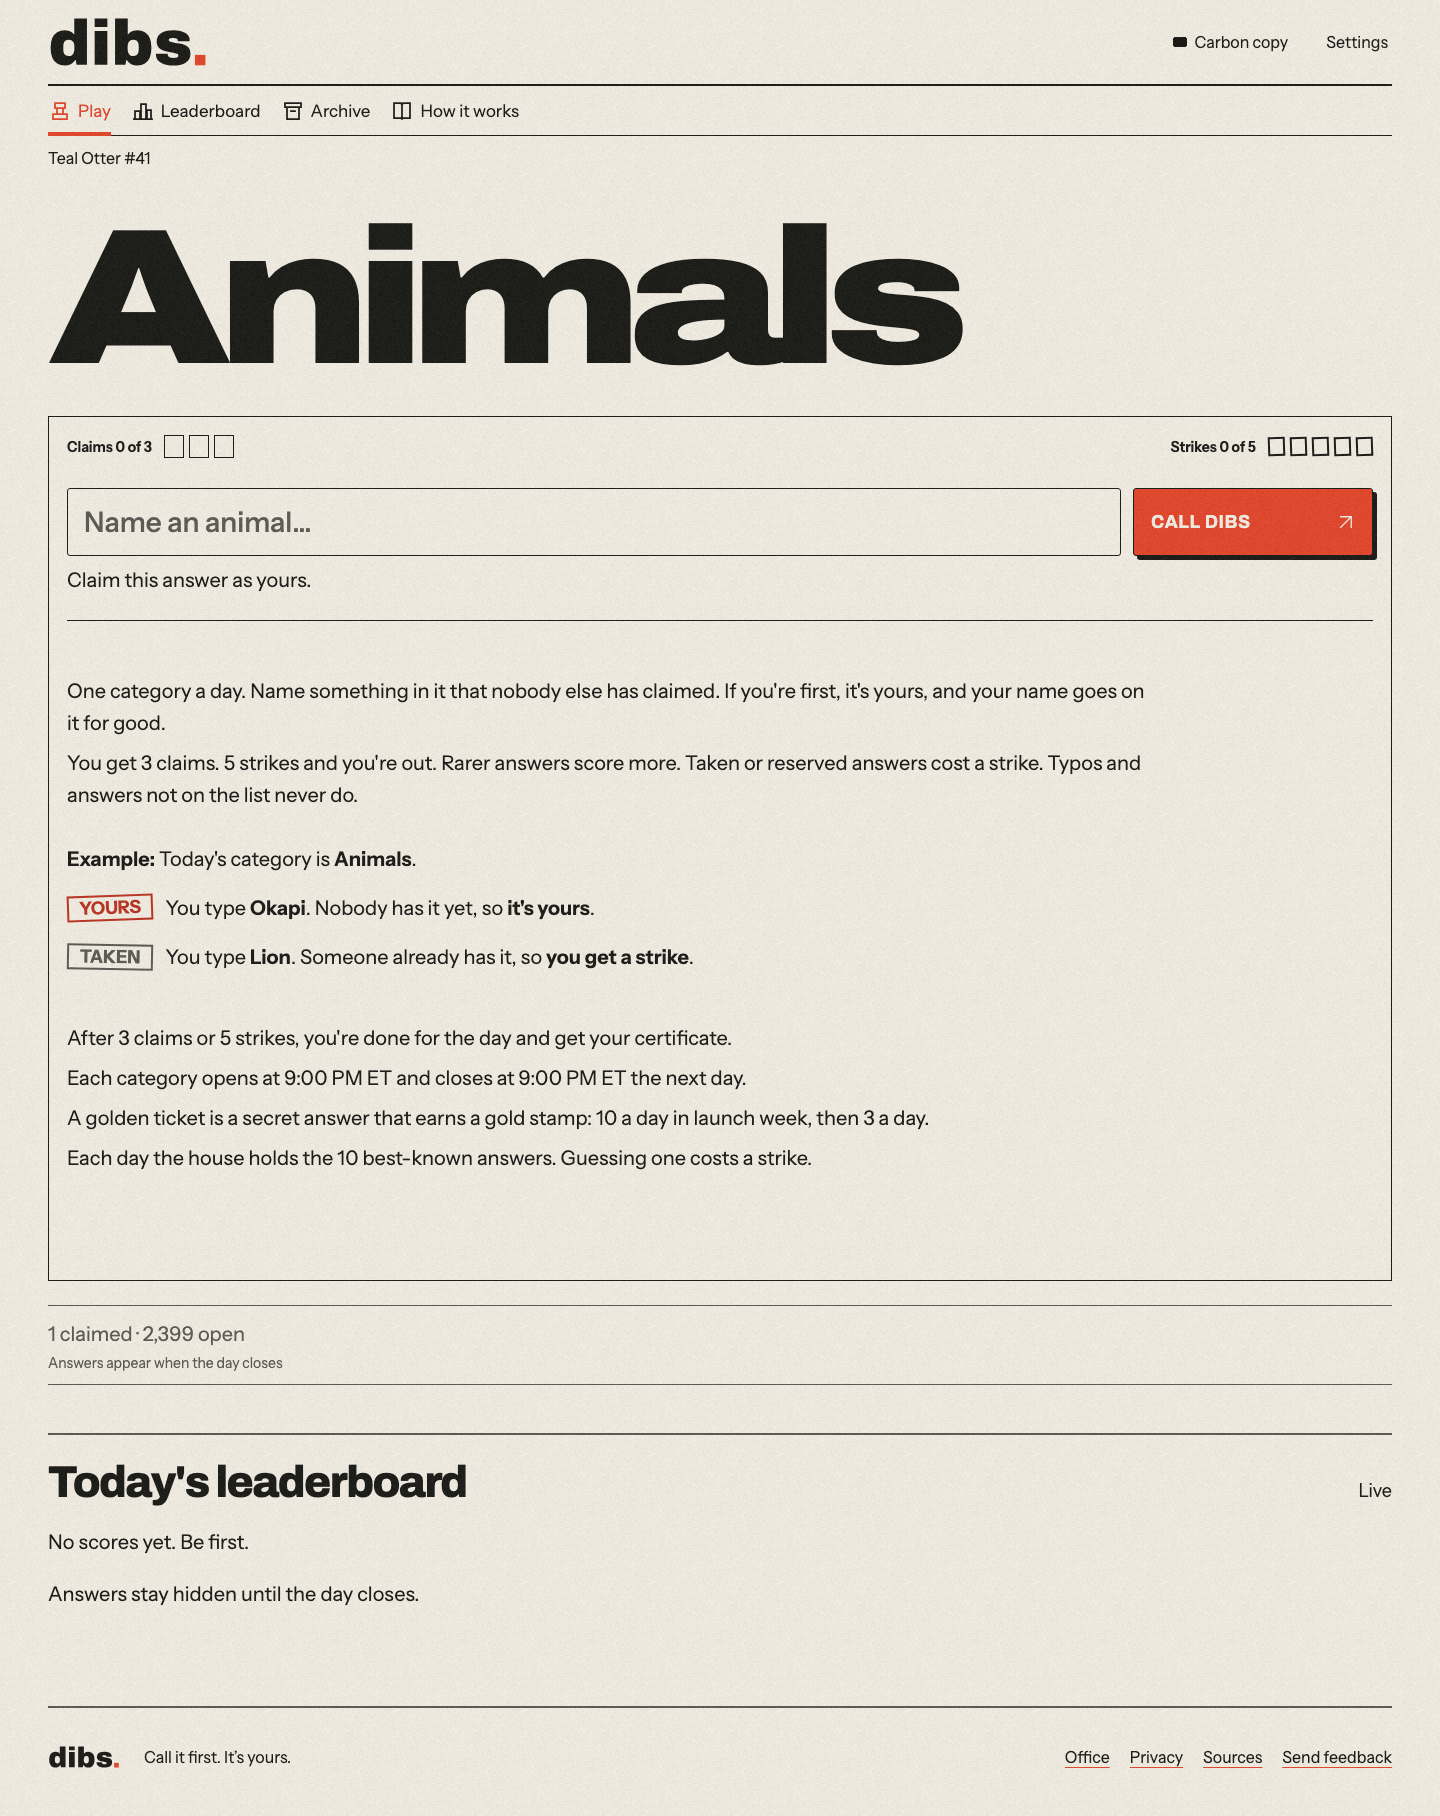 dibs.
Carbon copy Settings
Play Leaderboard Archive How it works
Teal Otter #41
Animals
Claims 0 of 3
Strikes 0 of 5
Name an animal...
CALL DIBS
Claim this answer as yours.
One category a day. Name something in it that nobody else has claimed. If you're first, it's yours, and your name goes on
it for good.
You get 3 claims. 5 strikes and you're out. Rarer answers score more. Taken or reserved answers cost a strike. Typos and
answers not on the list never do.
Example: Today's category is Animals.
YOURS You type Okapi. Nobody has it yet, so it's yours.
TAKEN You type Lion. Someone already has it, so you get a strike.
After 3 claims or 5 strikes, you're done for the day and get your certificate.
Each category opens at 9:00 PM ET and closes at 9:00 PM ET the next day.
A golden ticket is a secret answer that earns a gold stamp: 10 a day in launch week, then 3 a day.
Each day the house holds the 10 best-known answers. Guessing one costs a strike.
1 claimed · 2,399 open
Answers appear when the day closes
Today's leaderboard
Live
No scores yet. Be first.
Answers stay hidden until the day closes.
dibs. Call it first. It’s yours.
Office Privacy Sources Send feedback